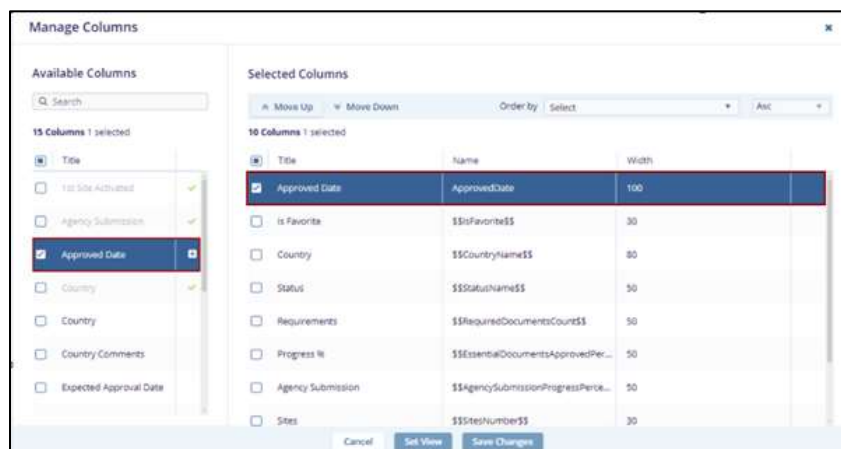 Manage Columns
Available Columns
Search
15 Columns 1 selected
Title
1st Site Activated
Agency Submission
Approved Date
Country
Country
Country Comments
Expected Approval Date
Selected Columns
Move Up Move Down Order by Select Asc
10 Columns 1 selected
Title Name Width
Approved Date ApprovedDate 100
Is Favorite $$IsFavorite$$ 30
Country $$CountryName$$ 80
Status $$StatusName$$ 50
Requirements $$RequiredDocumentsCount$$ 50
Progress % $$EssentialDocumentsApprovedPer... 50
Agency Submission $$AgencySubmissionProgressPerce... 50
Sites $$SitesNumber$$ 30
Cancel Set View Save Changes